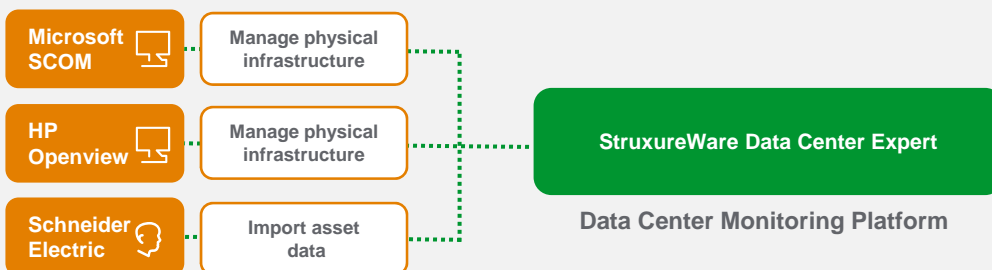 Microsoft
SCOM
Manage physical
infrastructure
HP
Openview
Manage physical
infrastructure
StruxureWare Data Center Expert
Data Center Monitoring Platform
Schneider
Electric
Import asset
data